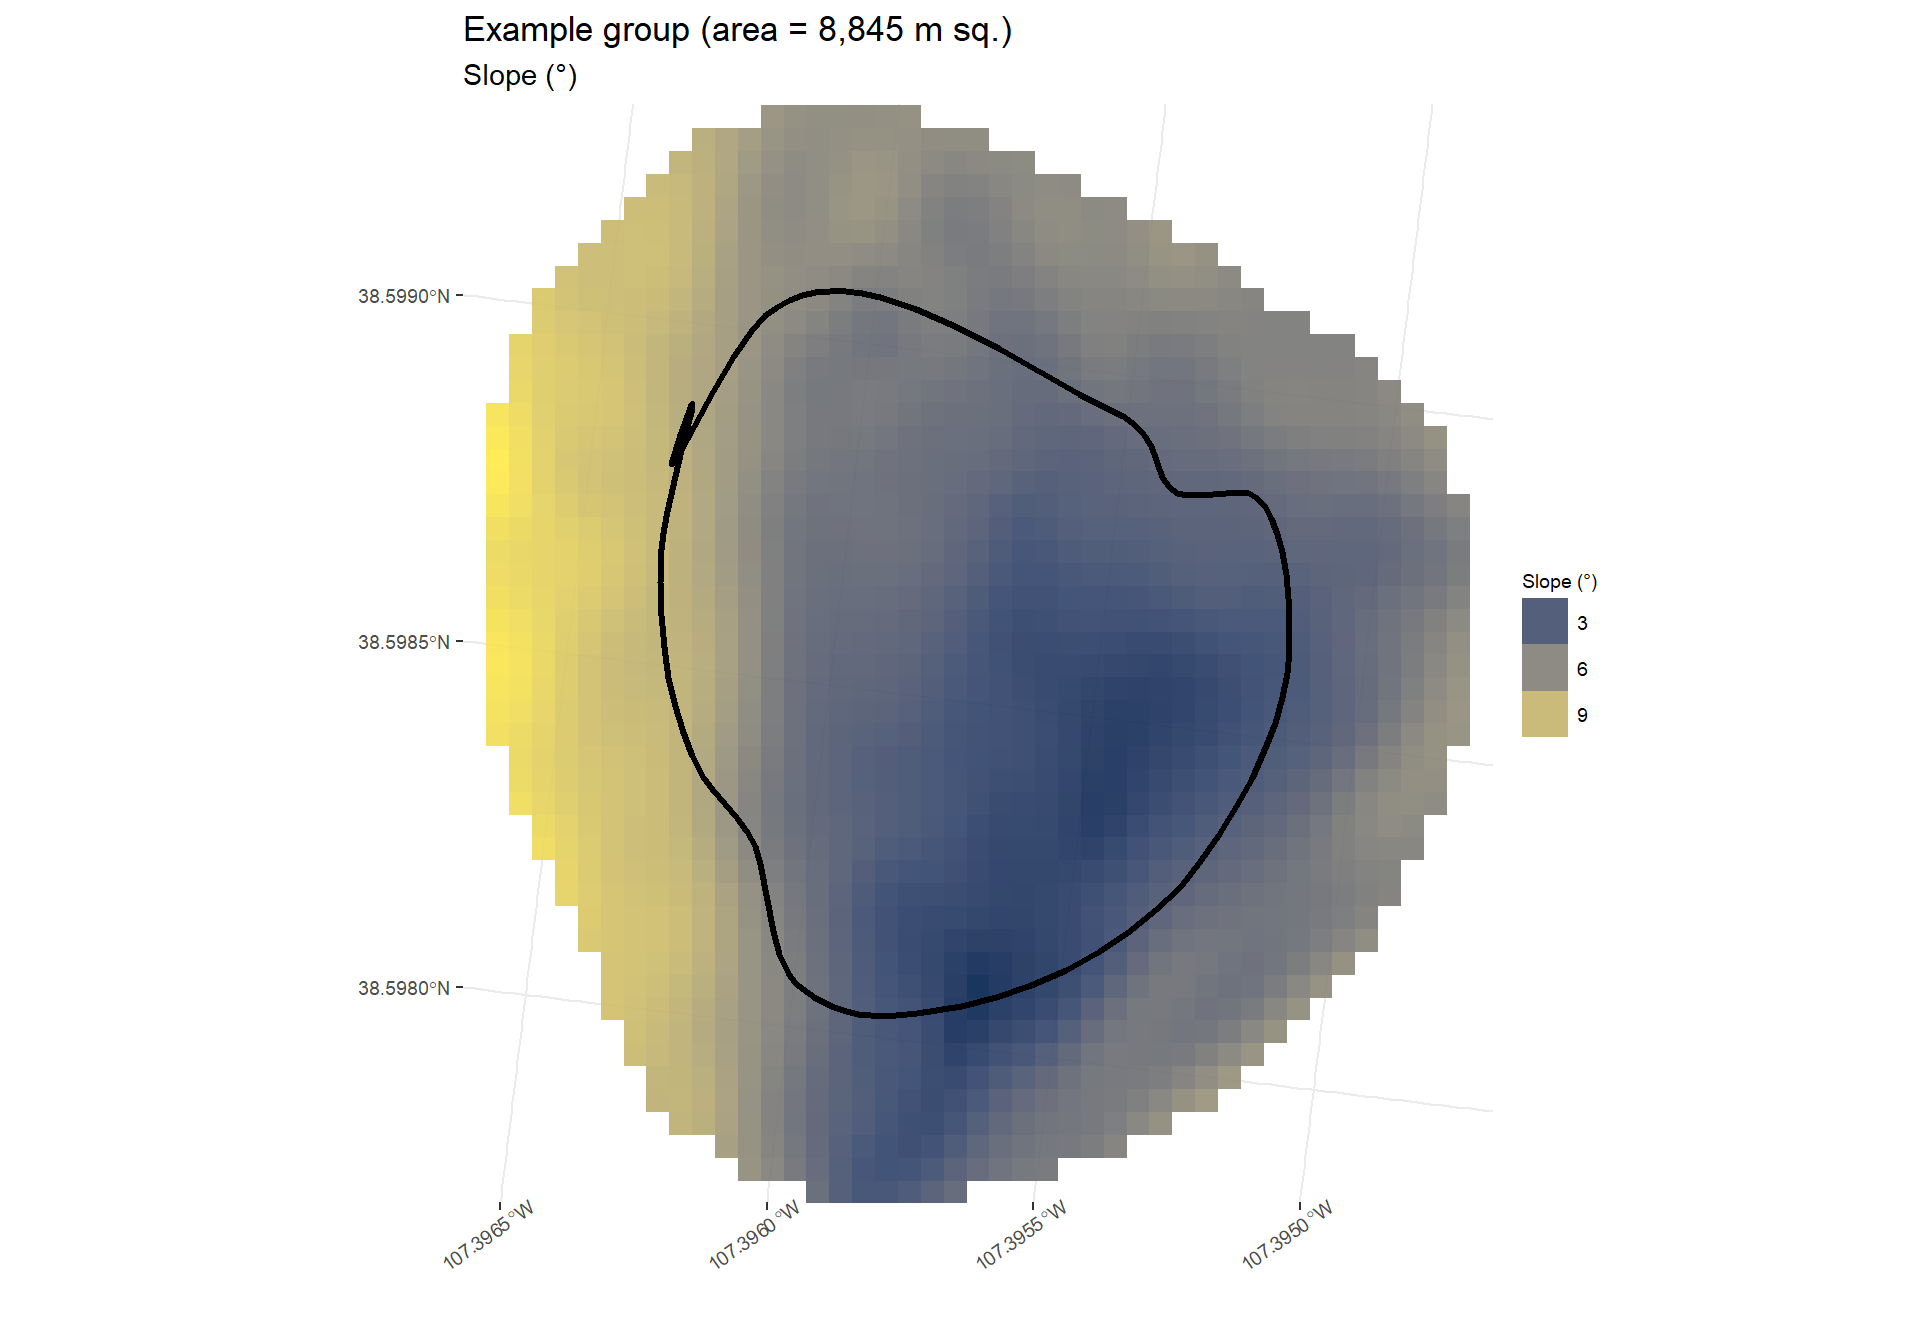 Example group (area = 8,845 m sq.)
Slope (°)
38.5990°N
38.5985°N
38.5980°N
107.3965°W
107.3960°W
107.3955°W
107.3950°W
Slope (°)
3
6
9